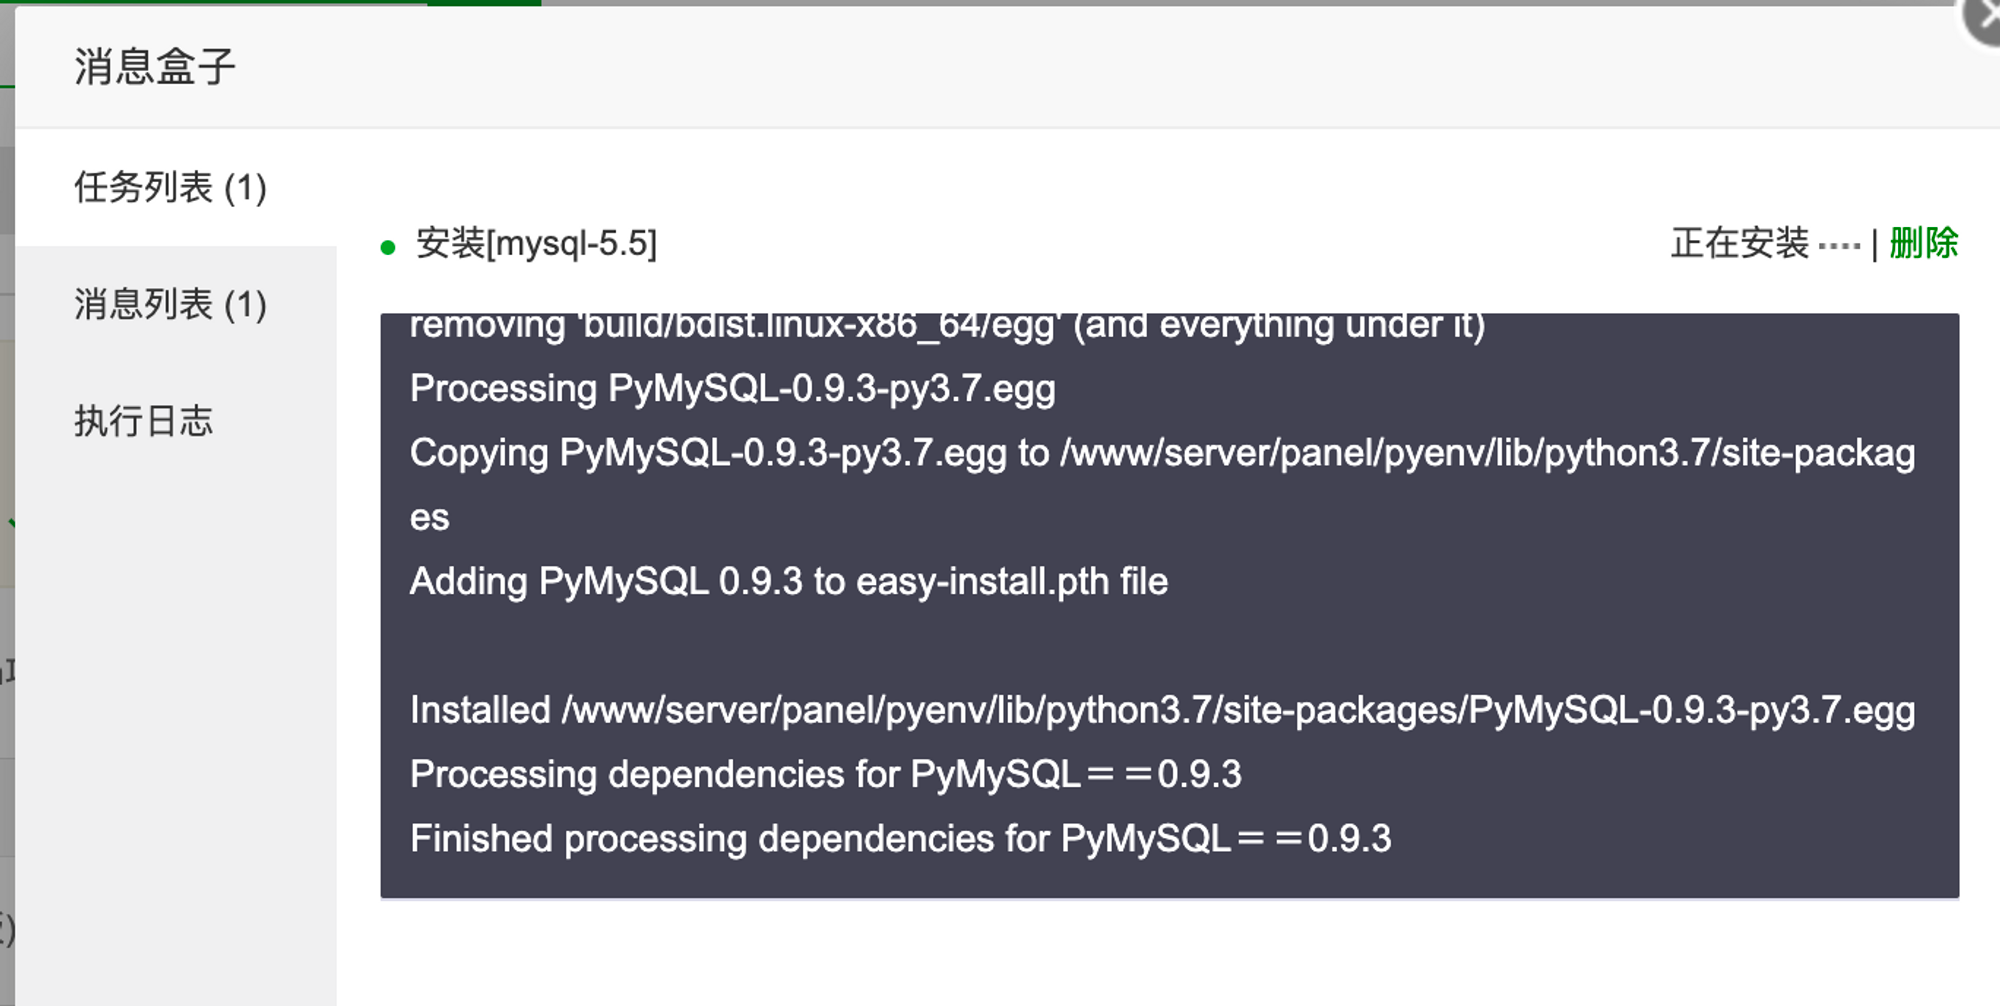 消息盒子
任务列表 (1)
消息列表 (1)
执行日志
安装[mysql-5.5]
正在安装 ···· | 删除
removing 'build/bdist.linux-x86_64/egg' (and everything under it)
Processing PyMySQL-0.9.3-py3.7.egg
Copying PyMySQL-0.9.3-py3.7.egg to /www/server/panel/pyenv/lib/python3.7/site-packag
es
Adding PyMySQL 0.9.3 to easy-install.pth file
Installed /www/server/panel/pyenv/lib/python3.7/site-packages/PyMySQL-0.9.3-py3.7.egg
Processing dependencies for PyMySQL==0.9.3
Finished processing dependencies for PyMySQL==0.9.3